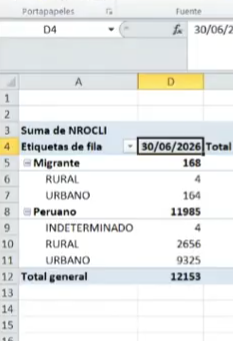 Portapapeles Fuente
D4 fx 30/06/2
A D
1
2
3 Suma de NROCLI
4 Etiquetas de fila 30/06/2026 Total
5 Migrante 168
6 RURAL 4
7 URBANO 164
8 Peruano 11985
9 INDETERMINADO 4
10 RURAL 2656
11 URBANO 9325
12 Total general 12153
13
14
15
16